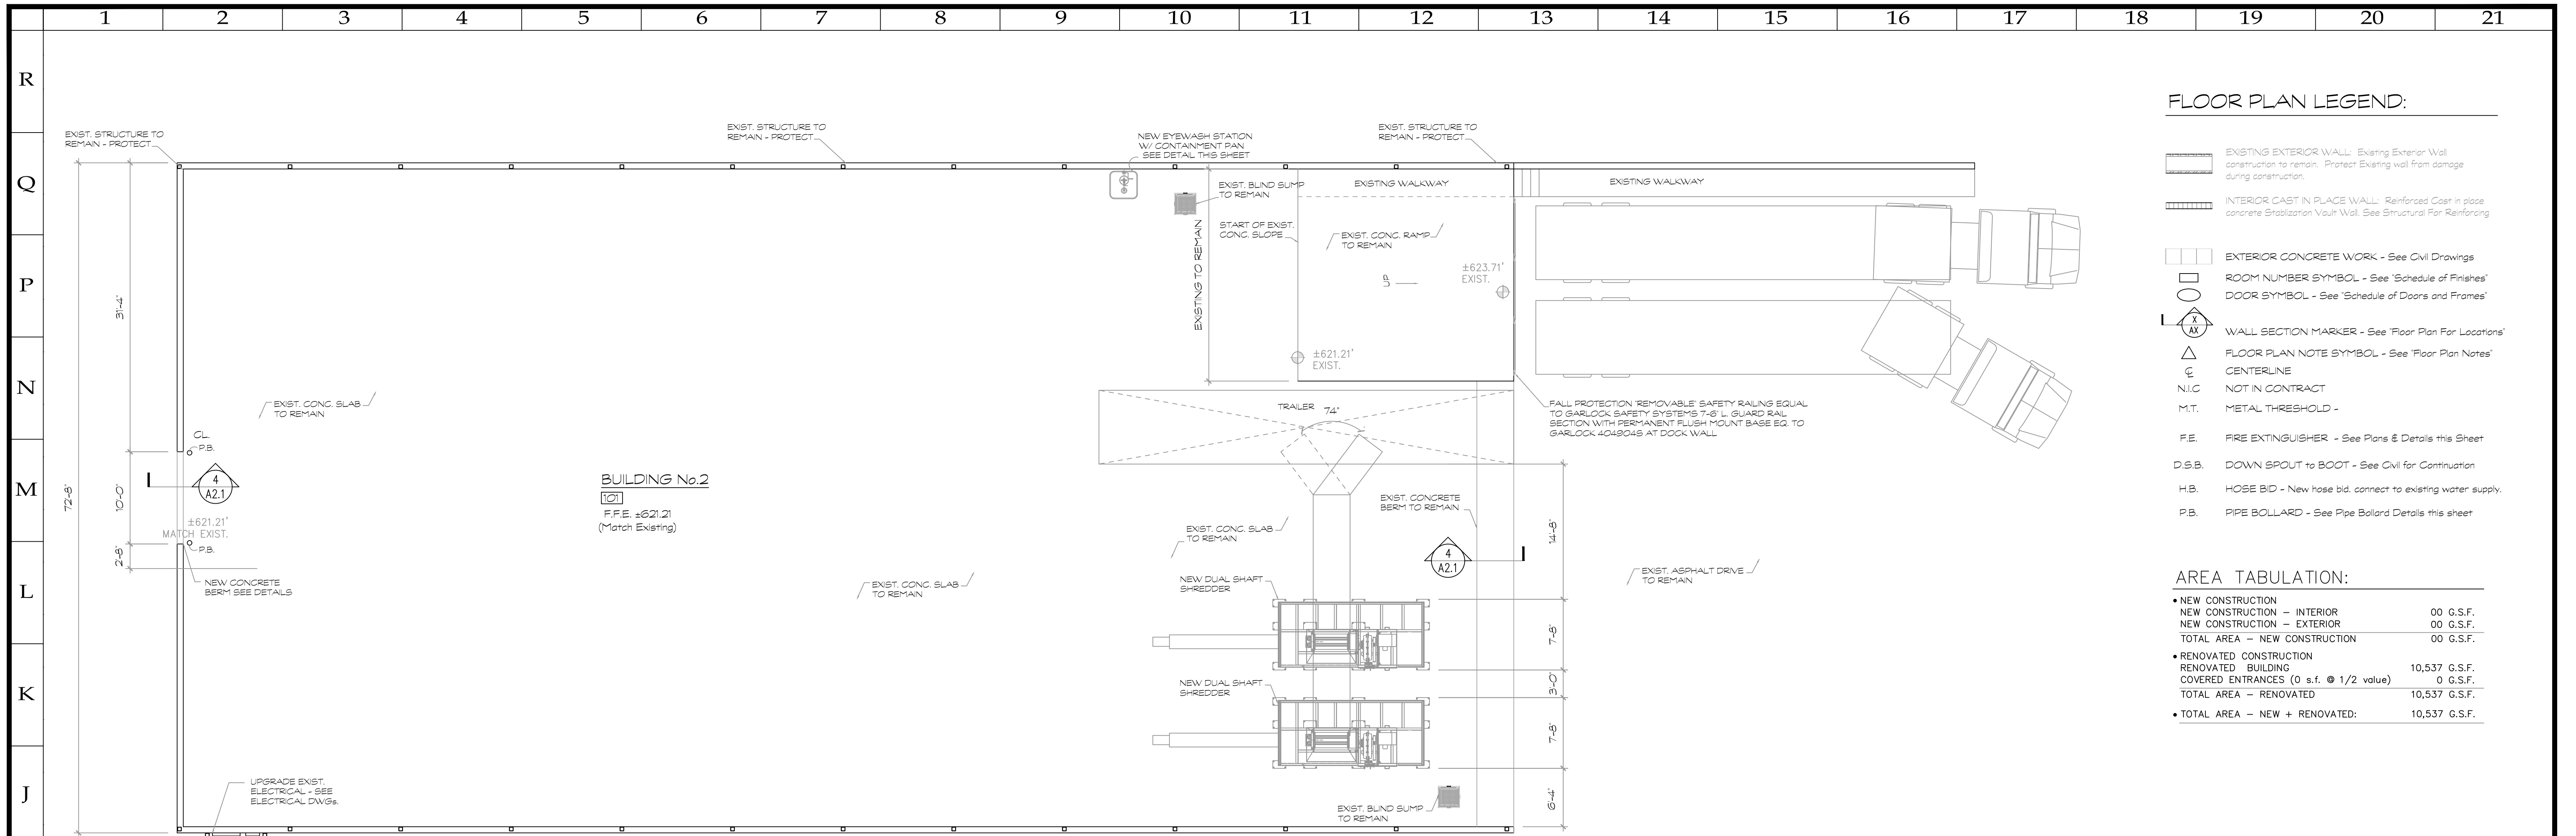 1 2 3 4 5 6 7 8 9 10 11 12 13 14 15 16 17 18 19 20 21
R
Q
P
N
M
L
K
J
EXIST. STRUCTURE TO
REMAIN - PROTECT
EXIST. STRUCTURE TO
REMAIN - PROTECT
NEW EYEWASH STATION
W/ CONTAINMENT PAN
SEE DETAIL THIS SHEET
EXIST. STRUCTURE TO
REMAIN - PROTECT
EXIST. BLIND SUMP
TO REMAIN
EXISTING WALKWAY
EXISTING WALKWAY
START OF EXIST.
CONC. SLOPE
EXISTING TO REMAIN
EXIST. CONC. RAMP
TO REMAIN
±623.71'
EXIST.
UP
±621.21'
EXIST.
72'-8"
31'-4"
10'-0"
2'-8"
EXIST. CONC. SLAB
TO REMAIN
CL.
P.B.
4
A2.1
±621.21'
MATCH EXIST.
P.B.
NEW CONCRETE
BERM SEE DETAILS
BUILDING No.2
101
F.F.E. ±621.21
(Match Existing)
TRAILER
74°
FALL PROTECTION "REMOVABLE" SAFETY RAILING EQUAL
TO GARLOCK SAFETY SYSTEMS 7'-6" L. GUARD RAIL
SECTION WITH PERMANENT FLUSH MOUNT BASE EQ. TO
GARLOCK 404904S AT DOCK WALL
EXIST. CONCRETE
BERM TO REMAIN
EXIST. CONC. SLAB
TO REMAIN
4
A2.1
14'-8"
EXIST. CONC. SLAB
TO REMAIN
EXIST. ASPHALT DRIVE
TO REMAIN
NEW DUAL SHAFT
SHREDDER
7'-8"
3'-0"
NEW DUAL SHAFT
SHREDDER
7'-8"
6'-4"
UPGRADE EXIST.
ELECTRICAL - SEE
ELECTRICAL DWGs.
EXIST. BLIND SUMP
TO REMAIN
FLOOR PLAN LEGEND:
EXISTING EXTERIOR WALL: Existing Exterior Wall
construction to remain. Protect Existing wall from damage
during construction.
INTERIOR CAST IN PLACE WALL: Reinforced Cast in place
concrete Stablization Vault Wall. See Structural For Reinforcing
EXTERIOR CONCRETE WORK - See Civil Drawings
ROOM NUMBER SYMBOL - See "Schedule of Finishes"
DOOR SYMBOL - See "Schedule of Doors and Frames"
X
AX
WALL SECTION MARKER - See "Floor Plan For Locations"
FLOOR PLAN NOTE SYMBOL - See "Floor Plan Notes"
℄ CENTERLINE
N.I.C NOT IN CONTRACT
M.T. METAL THRESHOLD -
F.E. FIRE EXTINGUISHER - See Plans & Details this Sheet
D.S.B. DOWN SPOUT to BOOT - See Civil for Continuation
H.B. HOSE BID - New hose bid. connect to existing water supply.
P.B. PIPE BOLLARD - See Pipe Bollard Details this sheet
AREA TABULATION:
• NEW CONSTRUCTION
NEW CONSTRUCTION – INTERIOR 00 G.S.F.
NEW CONSTRUCTION – EXTERIOR 00 G.S.F.
TOTAL AREA – NEW CONSTRUCTION 00 G.S.F.
• RENOVATED CONSTRUCTION
RENOVATED BUILDING 10,537 G.S.F.
COVERED ENTRANCES (0 s.f. @ 1/2 value) 0 G.S.F.
TOTAL AREA – RENOVATED 10,537 G.S.F.
• TOTAL AREA – NEW + RENOVATED: 10,537 G.S.F.